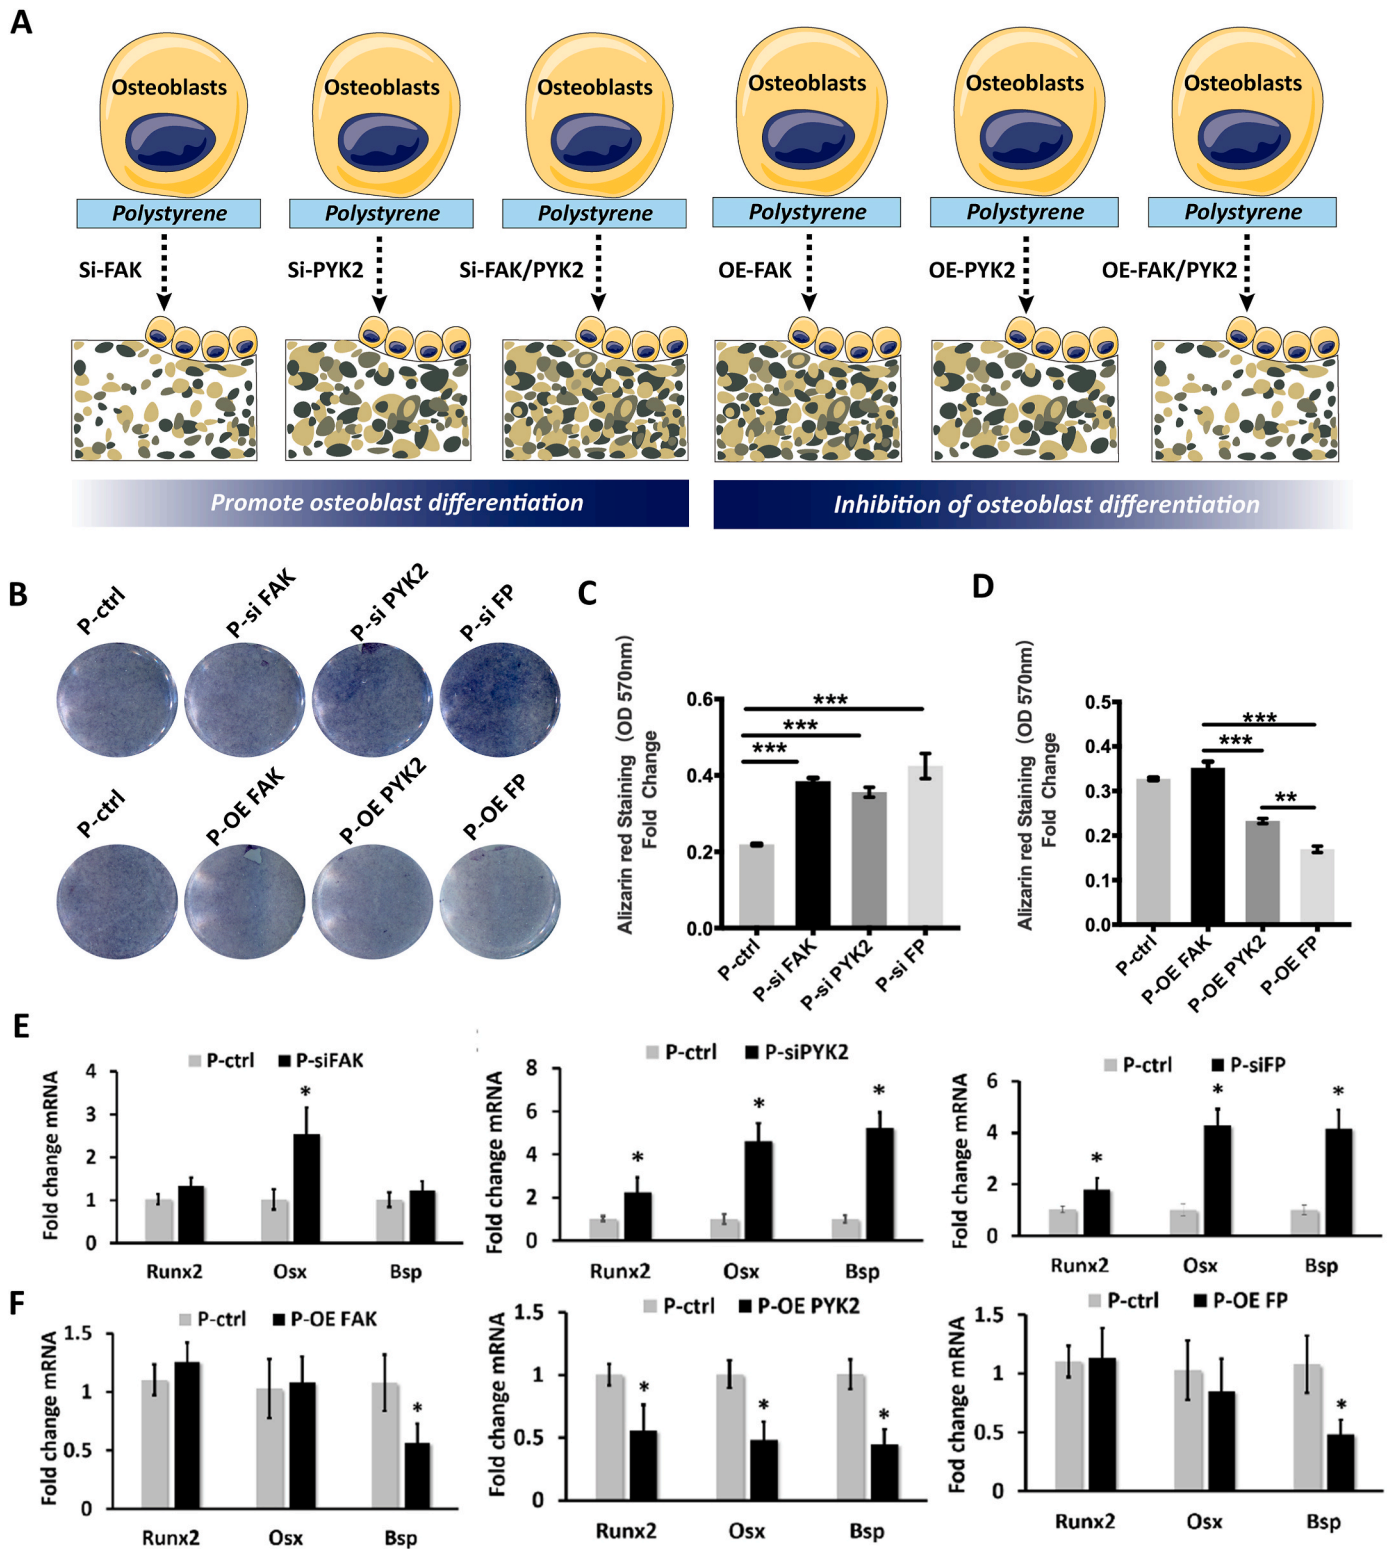 A
Osteoblasts Osteoblasts Osteoblasts Osteoblasts Osteoblasts Osteoblasts
Polystyrene Polystyrene Polystyrene Polystyrene Polystyrene Polystyrene
Si-FAK Si-PYK2 Si-FAK/PYK2 OE-FAK OE-PYK2 OE-FAK/PYK2
Promote osteoblast differentiation Inhibition of osteoblast differentiation
B
P-ctrl P-si FAK P-si PYK2 P-si FP
P-ctrl P-OE FAK P-OE PYK2 P-OE FP
C
Alizarin red Staining (OD 570nm)
Fold Change
0.6
0.4
0.2
0.0
*** 
***
***
P-ctrl P-si FAK P-si PYK2 P-si FP
D
Alizarin red Staining (OD 570nm)
Fold Change
0.5
0.4
0.3
0.2
0.1
0.0
***
***
**
P-ctrl P-OE FAK P-OE PYK2 P-OE FP
E
P-ctrl P-siFAK
Fold change mRNA
4
3
2
1
0
*
Runx2 Osx Bsp
P-ctrl P-siPYK2
Fold change mRNA
8
6
4
2
0
* * *
Runx2 Osx Bsp
P-ctrl P-siFP
Fold change mRNA
6
4
2
0
* * *
Runx2 Osx Bsp
F
P-ctrl P-OE FAK
Fold change mRNA
1.5
1
0.5
0
*
Runx2 Osx Bsp
P-ctrl P-OE PYK2
Fold change mRNA
1.5
1
0.5
0
* * *
Runx2 Osx Bsp
P-ctrl P-OE FP
Fod change mRNA
1.5
1
0.5
0
*
Runx2 Osx Bsp